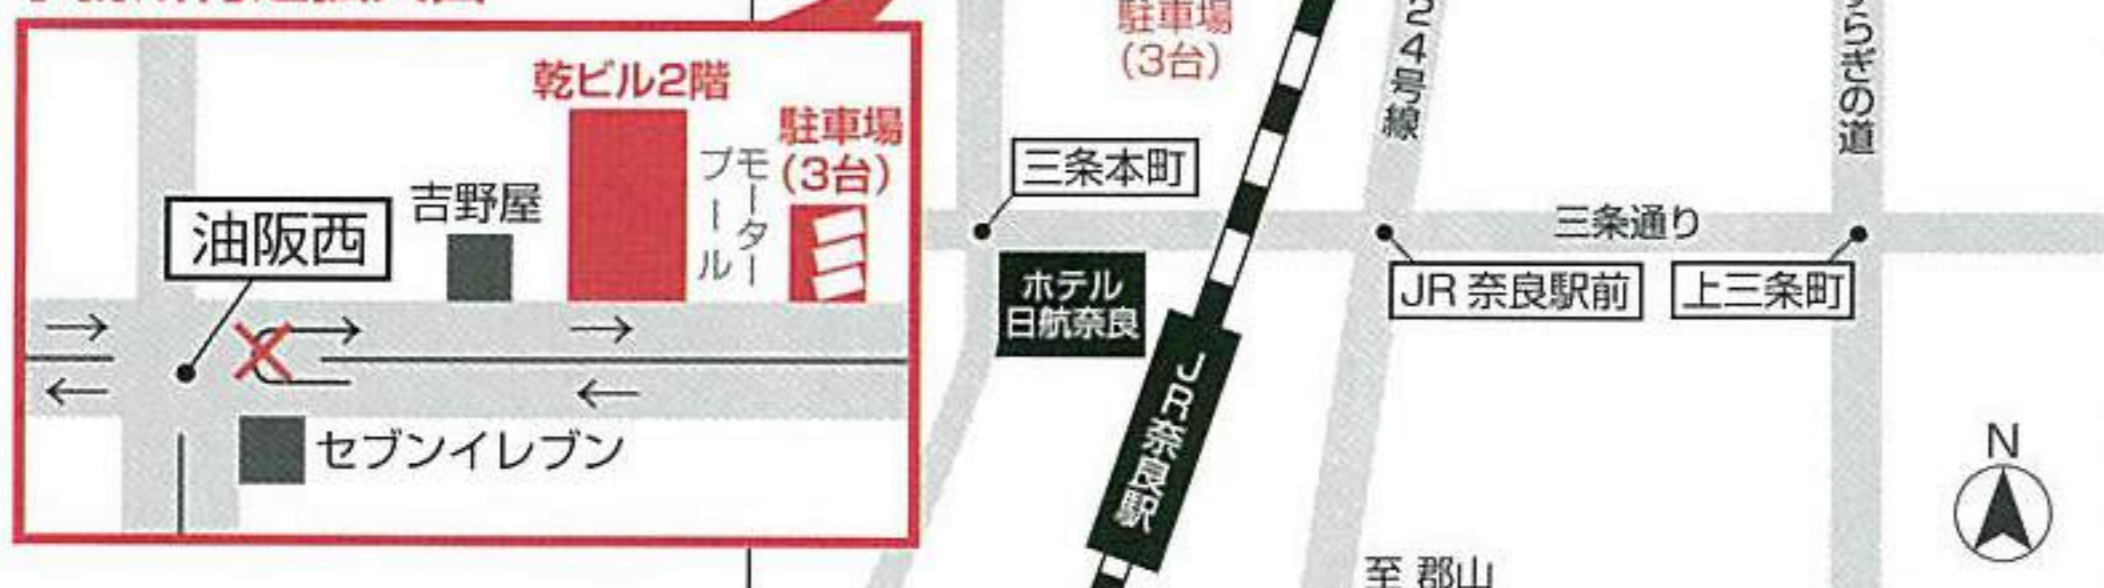 乾ビル2階
駐車場
(3台)
モーター
プール
吉野屋
油阪西
セブンイレブン
駐車場
(3台)
24号線
らぎの道
三条本町
三条通り
ホテル
日航奈良
JR 奈良駅前
上三条町
JR奈良駅
N
至 郡山